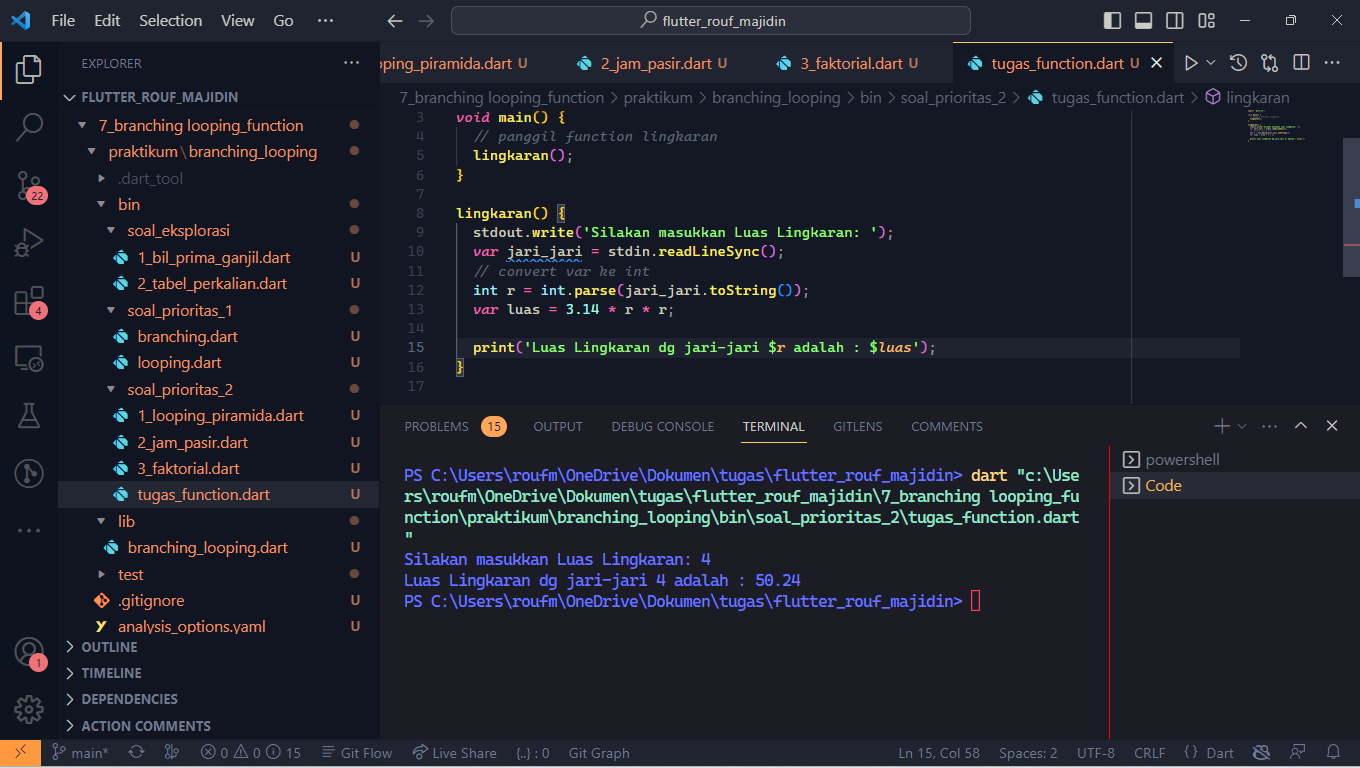 File Edit Selection View Go ··· flutter_rouf_majidin
EXPLORER ···
FLUTTER_ROUF_MAJIDIN
7_branching looping_function
praktikum\branching_looping
.dart_tool
bin
soal_eksplorasi
1_bil_prima_ganjil.dart U
2_tabel_perkalian.dart U
soal_prioritas_1
branching.dart U
looping.dart U
soal_prioritas_2
1_looping_piramida.dart U
2_jam_pasir.dart U
3_faktorial.dart U
tugas_function.dart U
lib
branching_looping.dart U
test
.gitignore U
analysis_options.yaml U
OUTLINE
TIMELINE
DEPENDENCIES
ACTION COMMENTS
22
4
1
oping_piramida.dart U 2_jam_pasir.dart U 3_faktorial.dart U tugas_function.dart U
7_branching looping_function > praktikum > branching_looping > bin > soal_prioritas_2 > tugas_function.dart > lingkaran
3 void main() {
4 // panggil function lingkaran
5 lingkaran();
6 }
7
8 lingkaran() {
9 stdout.write('Silakan masukkan Luas Lingkaran: ');
10 var jari_jari = stdin.readLineSync();
11 // convert var ke int
12 int r = int.parse(jari_jari.toString());
13 var luas = 3.14 * r * r;
14
15 print('Luas Lingkaran dg jari-jari $r adalah : $luas');
16 }
17
PROBLEMS 15 OUTPUT DEBUG CONSOLE TERMINAL GITLENS COMMENTS
PS C:\Users\roufm\OneDrive\Dokumen\tugas\flutter_rouf_majidin> dart "c:\Use
rs\roufm\OneDrive\Dokumen\tugas\flutter_rouf_majidin\7_branching looping_fu
nction\praktikum\branching_looping\bin\soal_prioritas_2\tugas_function.dart
"
Silakan masukkan Luas Lingkaran: 4
Luas Lingkaran dg jari-jari 4 adalah : 50.24
PS C:\Users\roufm\OneDrive\Dokumen\tugas\flutter_rouf_majidin>
powershell
Code
main* 0 0 15 Git Flow Live Share {..} : 0 Git Graph Ln 15, Col 58 Spaces: 2 UTF-8 CRLF {} Dart